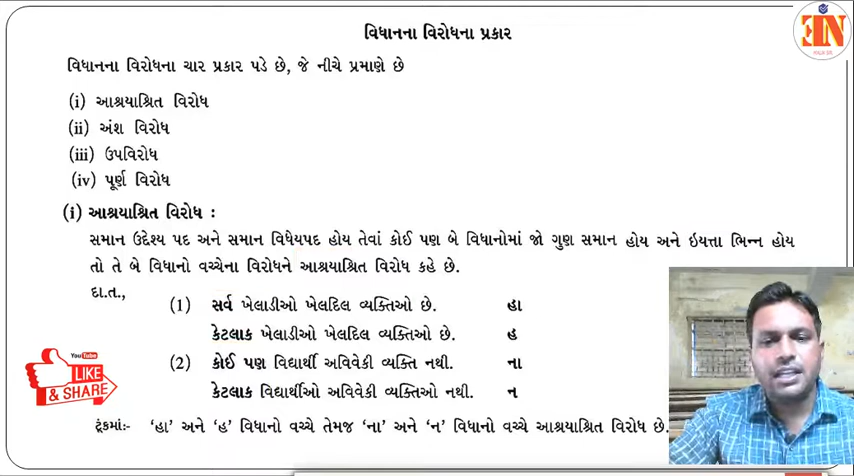 વિધાનના વિરોધના પ્રકાર
EN
વિધાનના વિરોધના ચાર પ્રકાર પડે છે, જે નીચે પ્રમાણે છે
(i) આશ્રયાશ્રિત વિરોધ
(ii) અંશ વિરોધ
(iii) ઉપવિરોધ
(iv) પૂર્ણ વિરોધ
(i) આશ્રયાશ્રિત વિરોધ :
સમાન ઉદ્દેશ્ય પદ અને સમાન વિધેયપદ હોય તેવાં કોઈ પણ બે વિધાનોમાં જો ગુણ સમાન હોય અને ઇયત્તા ભિન્ન હોય
તો તે બે વિધાનો વચ્ચેના વિરોધને આશ્રયાશ્રિત વિરોધ કહે છે.
દા.ત.,
(1) સર્વ ખેલાડીઓ ખેલદિલ વ્યક્તિઓ છે. હા
કેટલાક ખેલાડીઓ ખેલદિલ વ્યક્તિઓ છે. હ
(2) કોઈ પણ વિદ્યાર્થી અવિવેકી વ્યક્તિ નથી. ના
કેટલાક વિદ્યાર્થીઓ અવિવેકી વ્યક્તિઓ નથી. ન
YouTube
LIKE
& SHARE
ટૂંકમાં:- ‘હા’ અને ‘હ’ વિધાનો વચ્ચે તેમજ ‘ના’ અને ‘ન’ વિધાનો વચ્ચે આશ્રયાશ્રિત વિરોધ છે.